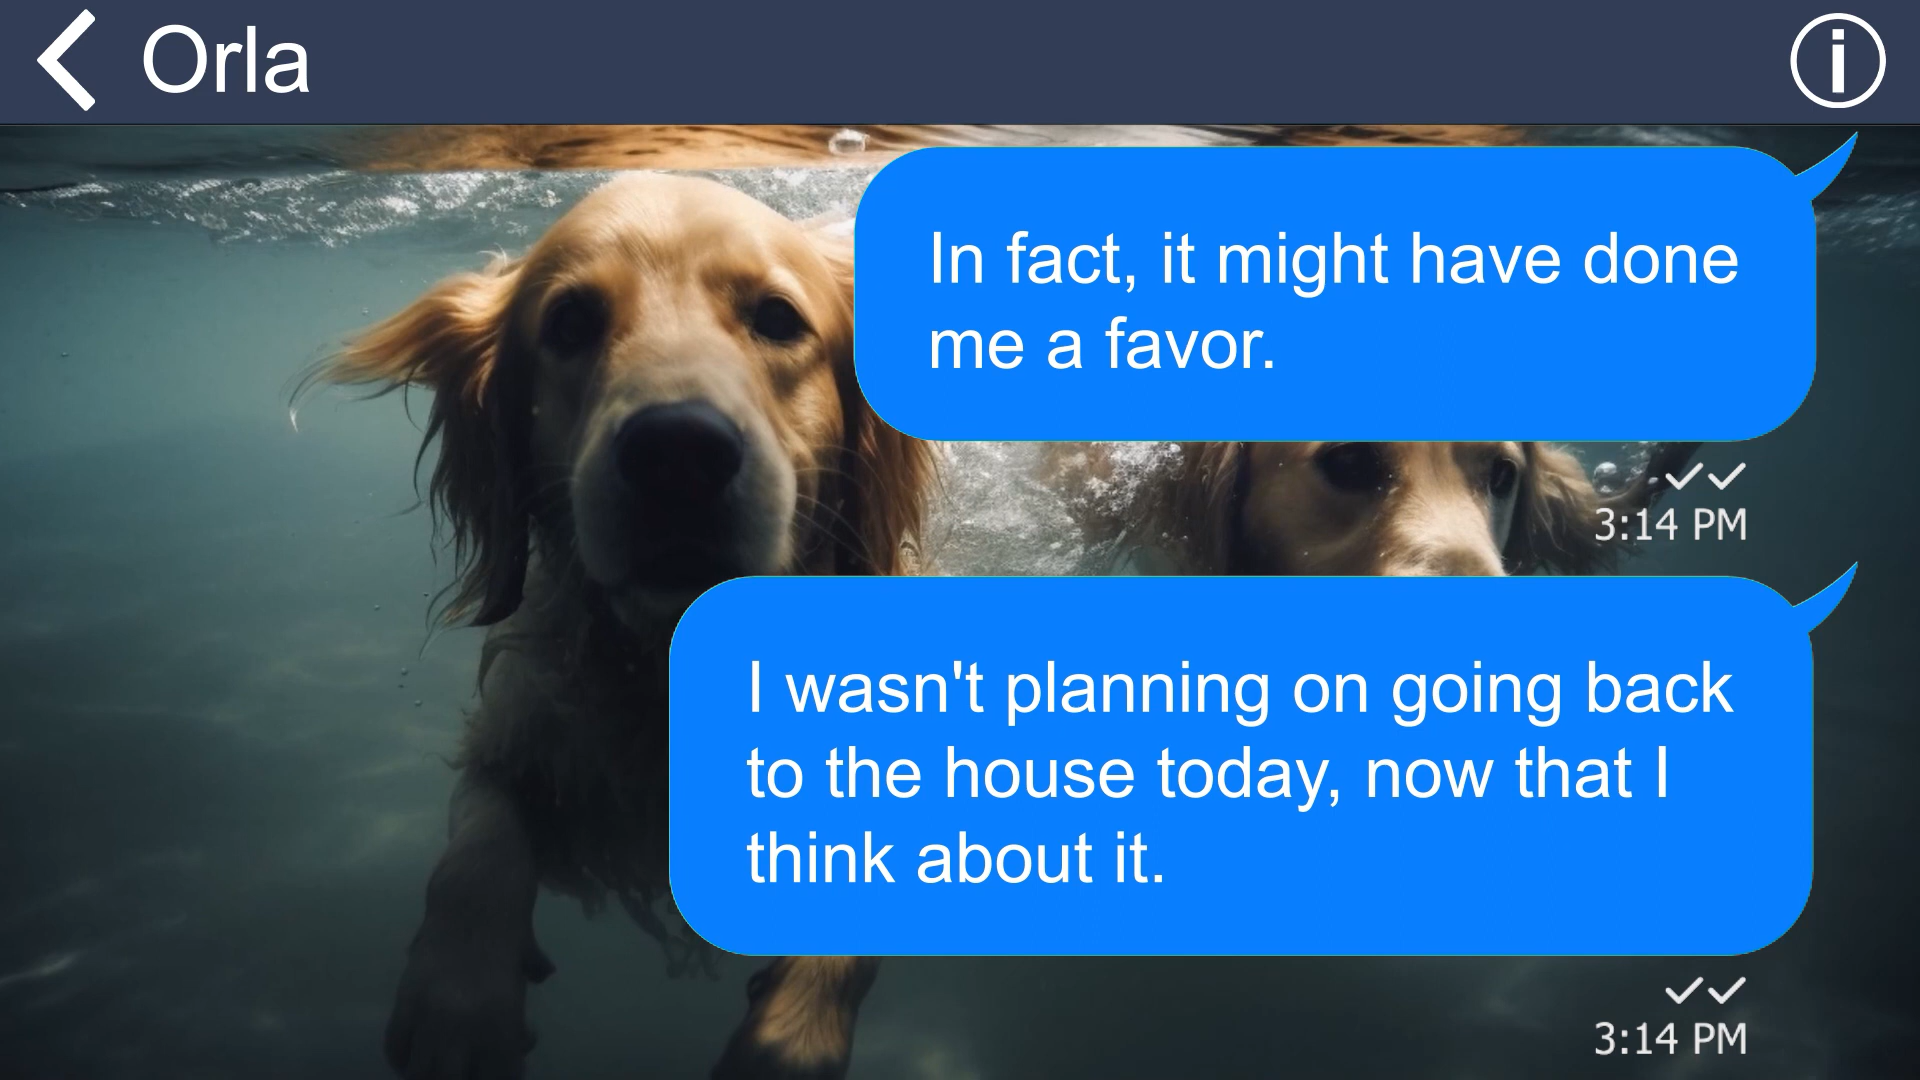 Orla
In fact, it might have done
me a favor.
3:14 PM
I wasn't planning on going back
to the house today, now that I
think about it.
3:14 PM